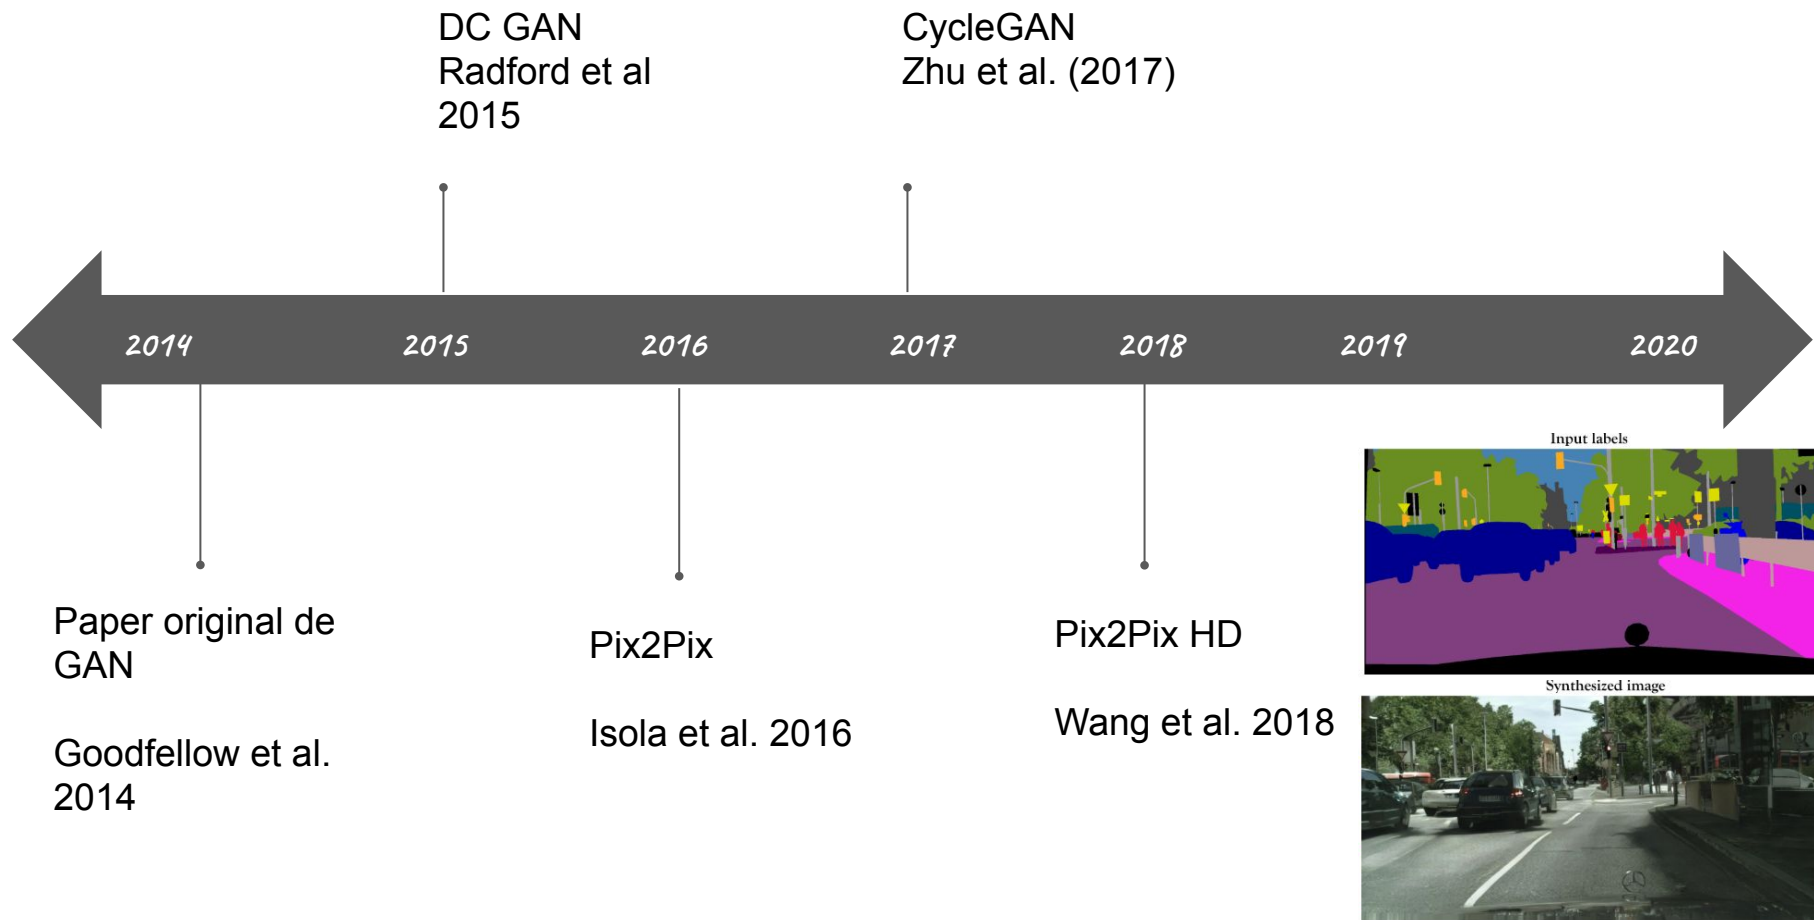 DC GAN
Radford et al
2015
CycleGAN
Zhu et al. (2017)
2014
2015
2016
2017
2018
2019
2020
Paper original de
GAN
Goodfellow et al.
2014
Pix2Pix
Isola et al. 2016
Pix2Pix HD
Wang et al. 2018
Input labels
Synthesized image